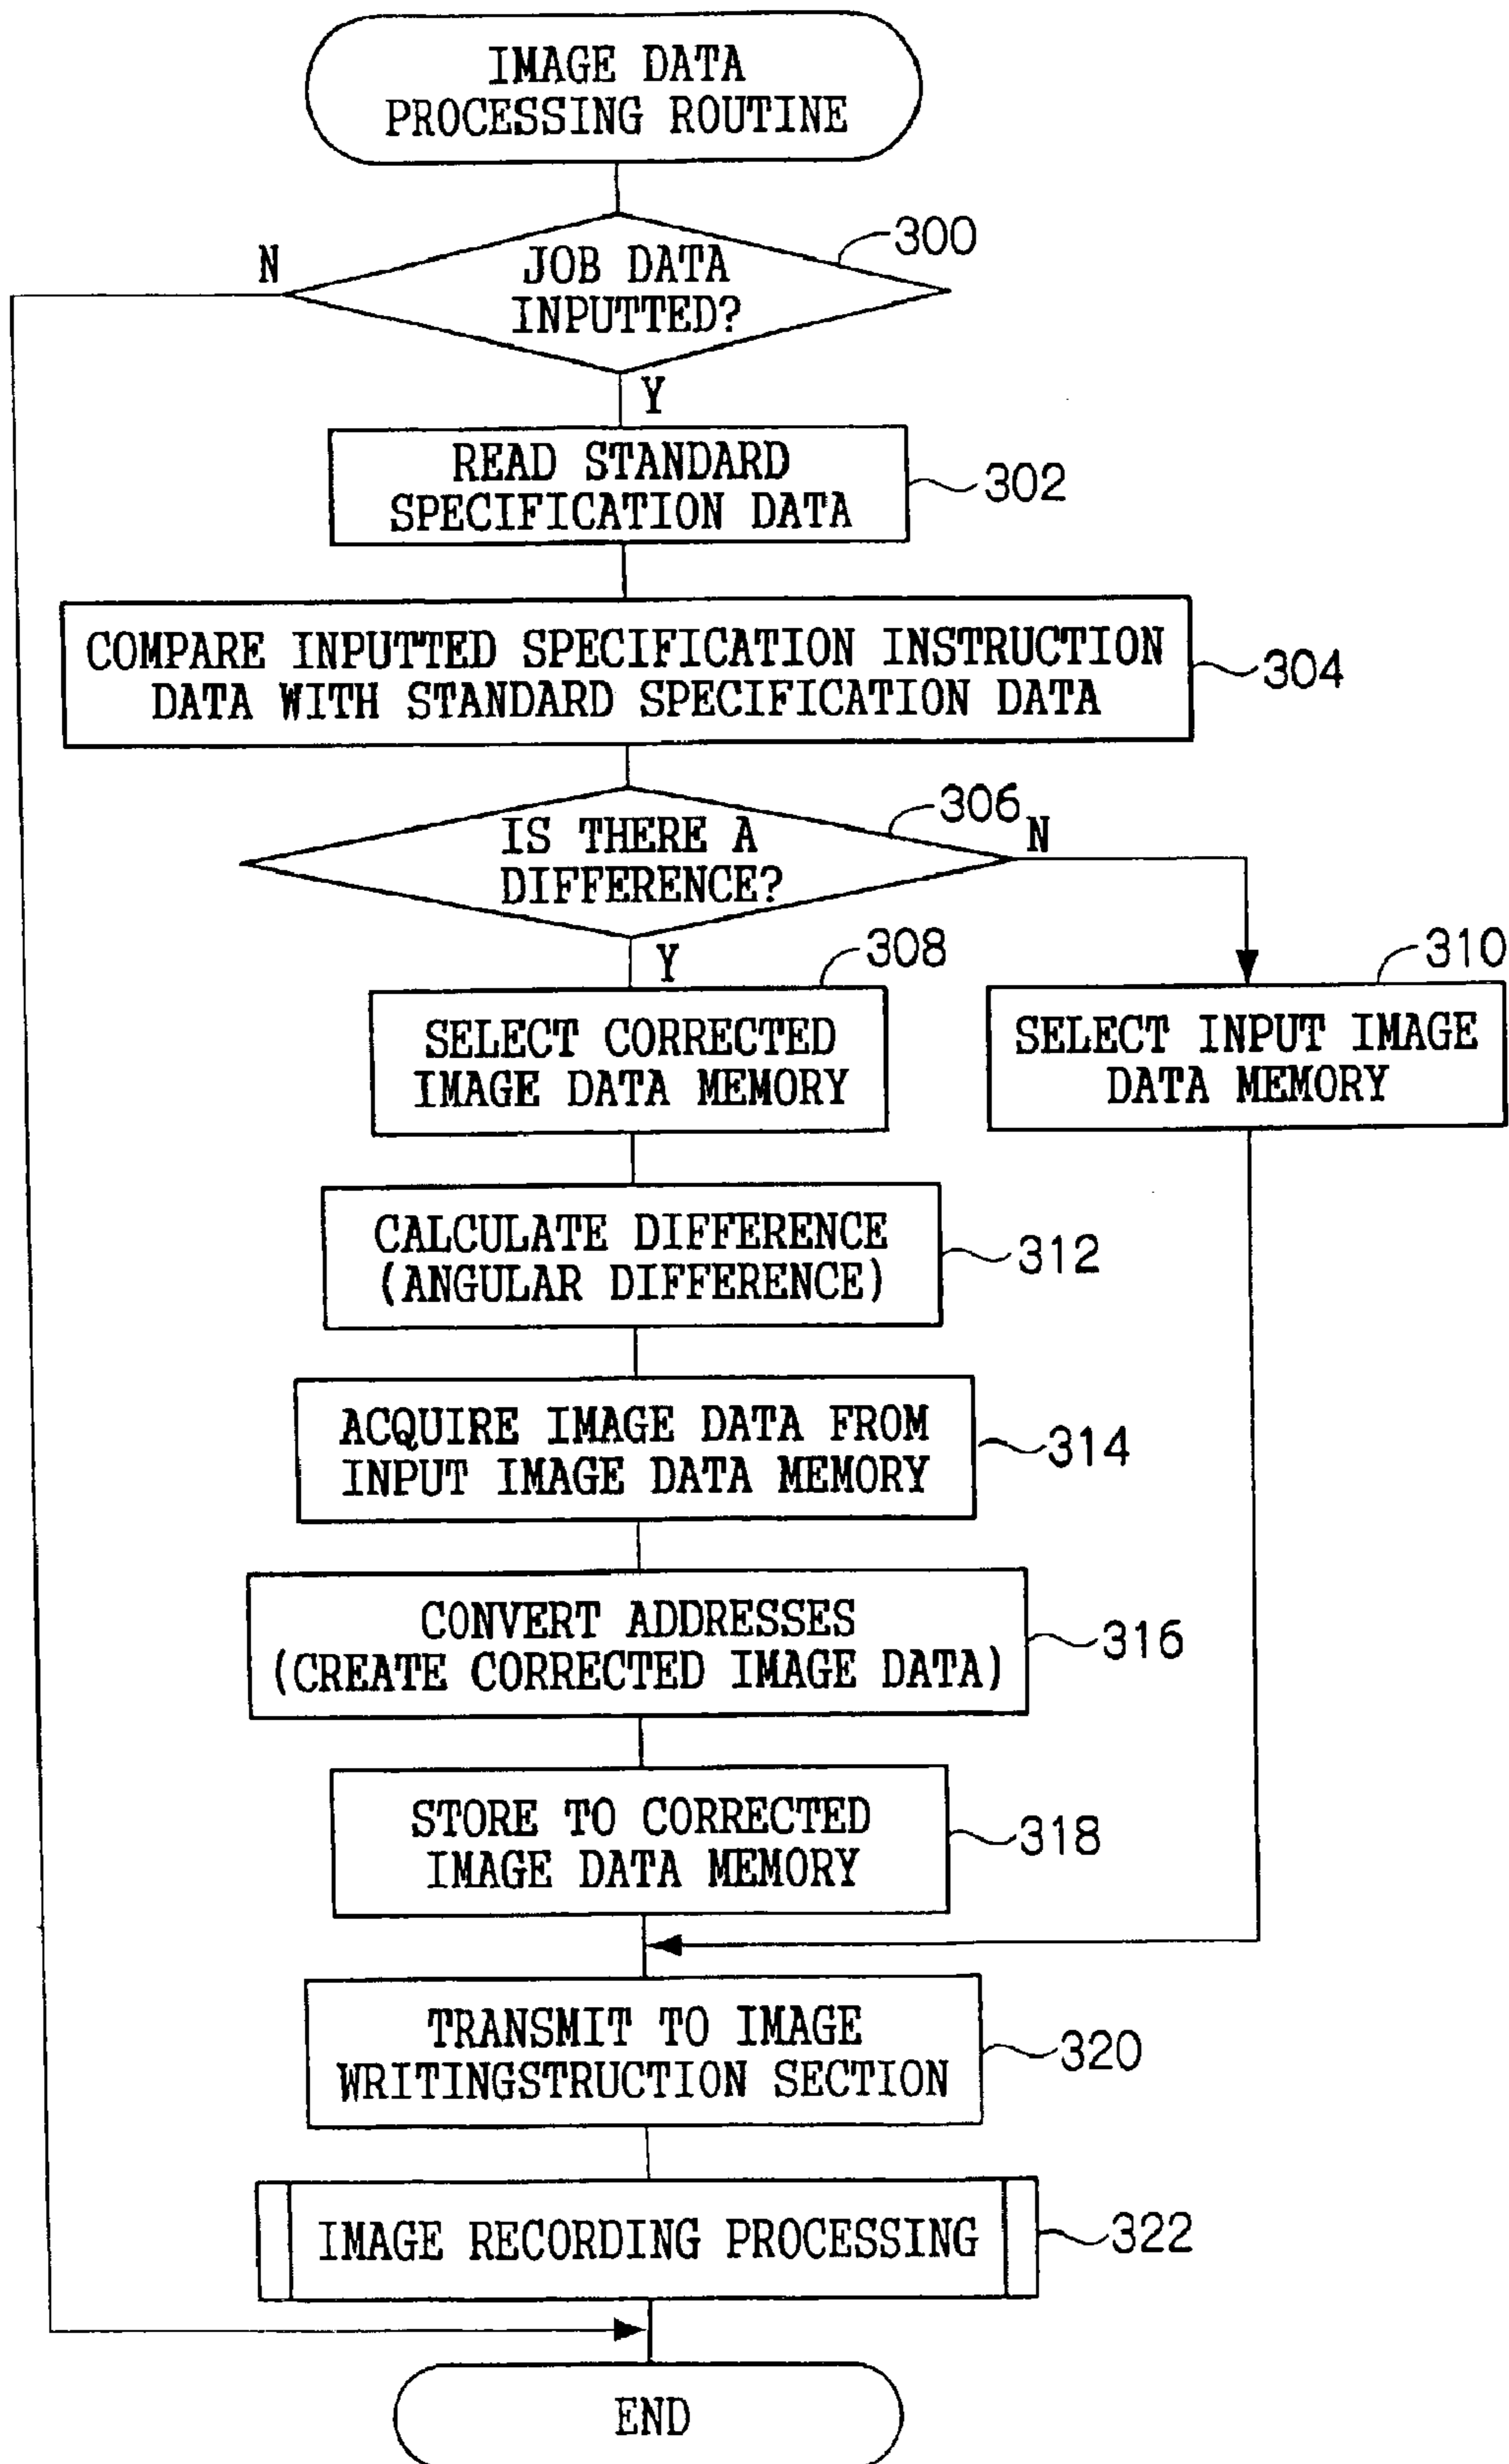 IMAGE DATA
PROCESSING ROUTINE
300
N
JOB DATA
INPUTTED?
Y
READ STANDARD
SPECIFICATION DATA
302
COMPARE INPUTTED SPECIFICATION INSTRUCTION
DATA WITH STANDARD SPECIFICATION DATA
304
306
N
IS THERE A
DIFFERENCE?
Y
308
310
SELECT CORRECTED
IMAGE DATA MEMORY
SELECT INPUT IMAGE
DATA MEMORY
CALCULATE DIFFERENCE
(ANGULAR DIFFERENCE)
312
ACQUIRE IMAGE DATA FROM
INPUT IMAGE DATA MEMORY
314
CONVERT ADDRESSES
(CREATE CORRECTED IMAGE DATA)
316
STORE TO CORRECTED
IMAGE DATA MEMORY
318
TRANSMIT TO IMAGE
WRITINGSTRUCTION SECTION
320
IMAGE RECORDING PROCESSING
322
END